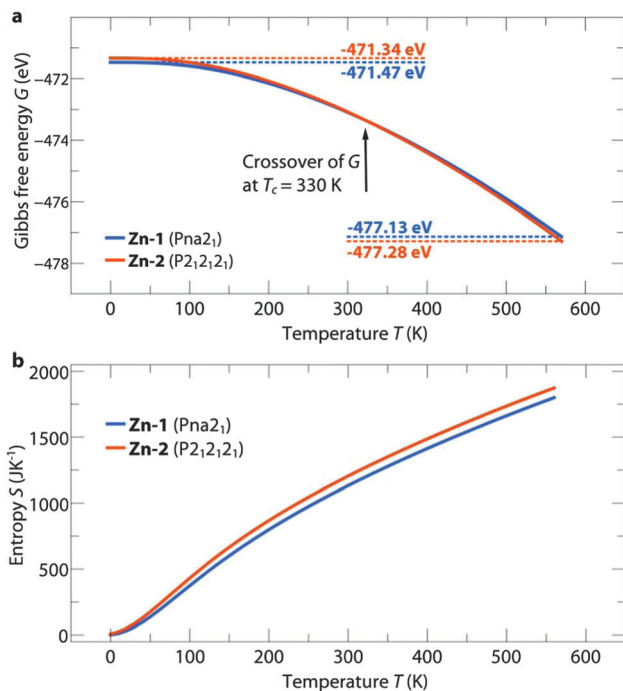 a
-471.34 eV
-471.47 eV
−472
−474
−476
−478
Gibbs free energy G (eV)
Crossover of G
at Tc = 330 K
-477.13 eV
-477.28 eV
Zn-1 (Pna2₁)
Zn-2 (P2₁2₁2₁)
0 100 200 300 400 500 600
Temperature T (K)
b
2000
1500
1000
500
0
Entropy S (JK⁻¹)
Zn-1 (Pna2₁)
Zn-2 (P2₁2₁2₁)
0 100 200 300 400 500 600
Temperature T (K)